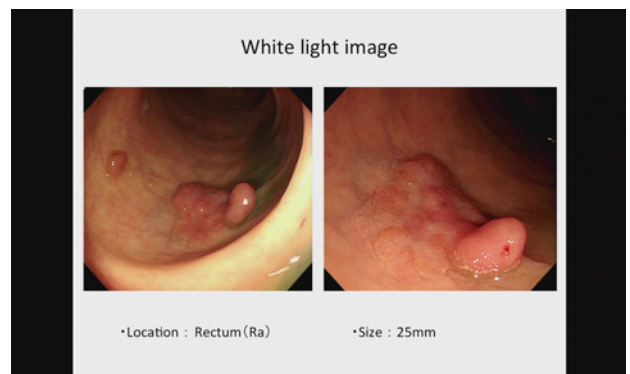 White light image
・Location : Rectum(Ra)
・Size : 25mm